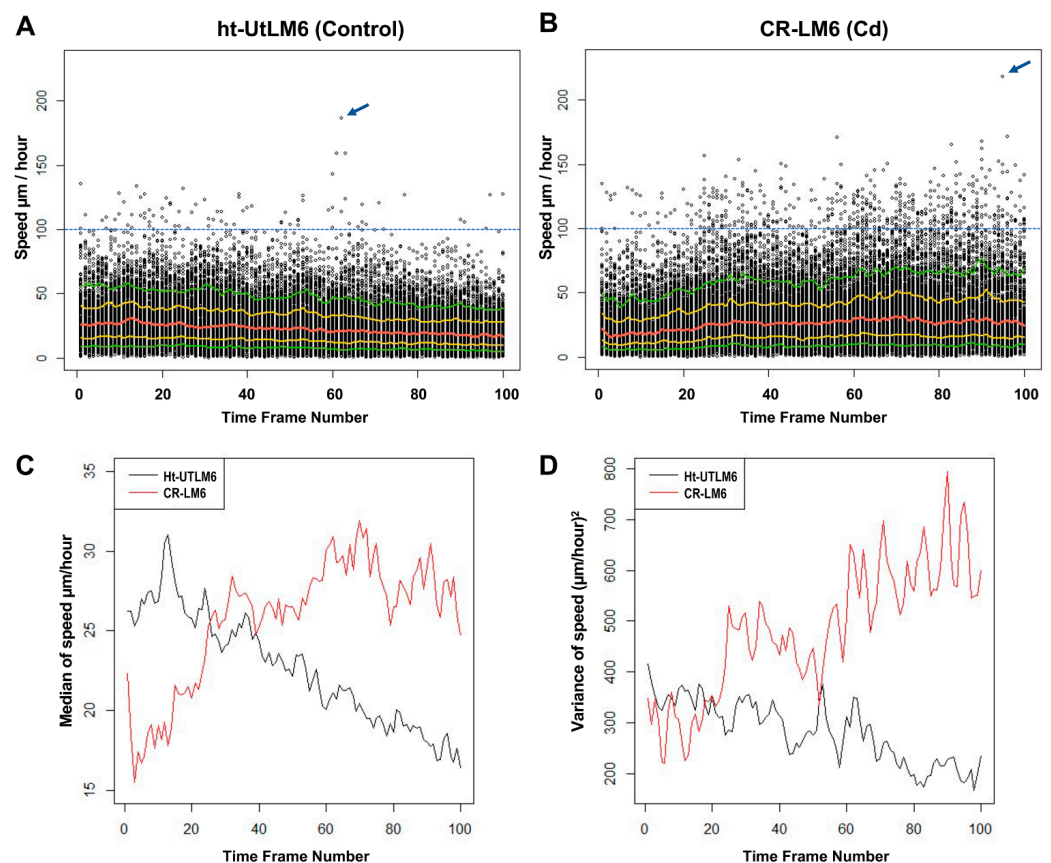 A
ht-UtLM6 (Control)
Speed µm / hour
200
150
100
50
0
0
20
40
60
80
100
Time Frame Number
B
CR-LM6 (Cd)
Speed µm / hour
200
150
100
50
0
0
20
40
60
80
100
Time Frame Number
C
Median of speed µm/hour
35
30
25
20
15
Ht-UTLM6
CR-LM6
0
20
40
60
80
100
Time Frame Number
D
Variance of speed (µm/hour)²
800
700
600
500
400
300
200
Ht-UTLM6
CR-LM6
0
20
40
60
80
100
Time Frame Number